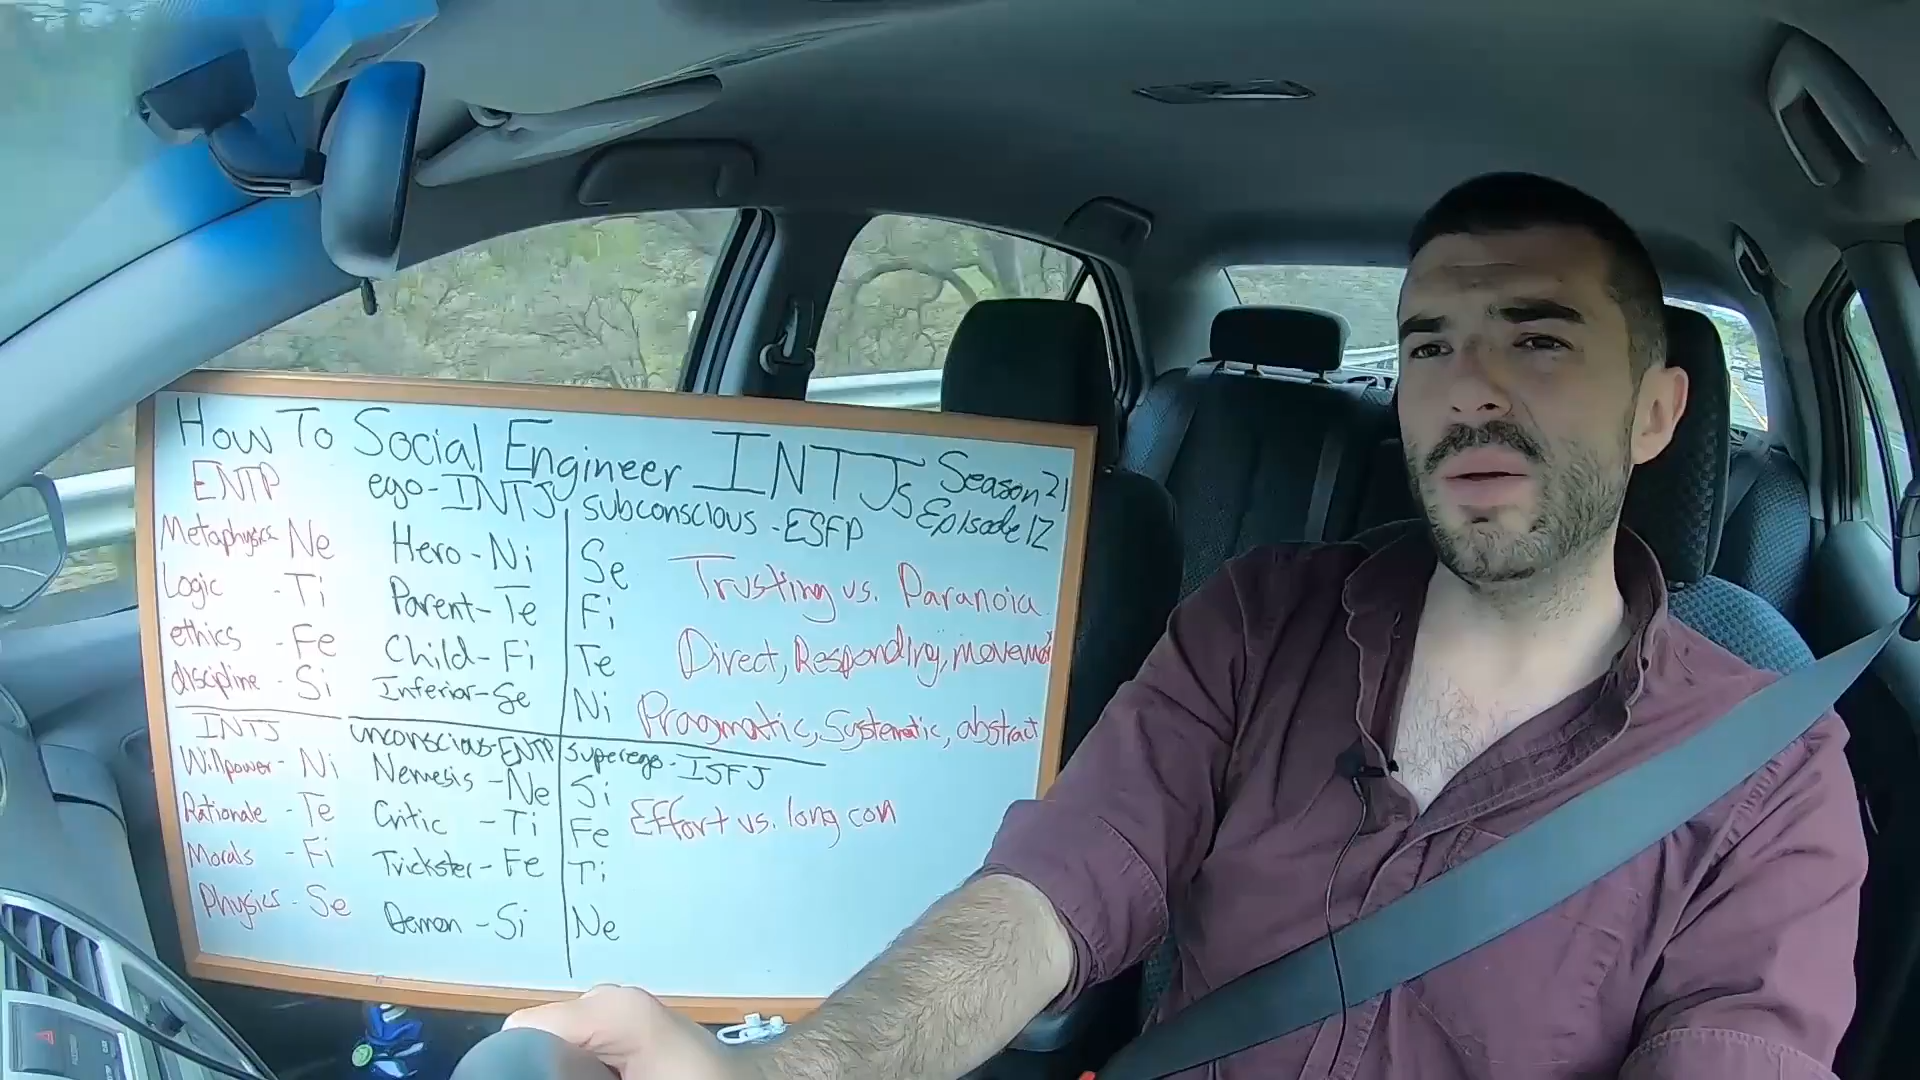 How To Social Engineer INTJs Season 21
Episode 12
ENTP ego-INTJ subconscious-ESFP
Metaphysics Ne Hero-Ni Se
Logic -Ti Parent-Te Fi
ethics -Fe Child-Fi Te
discipline -Si Inferior-Se Ni
Trusting vs. Paranoia
Direct, Responding, movement
Pragmatic, Systematic, abstract
INTJ unconscious-ENTP superego-ISFJ
Willpower-Ni Nemesis-Ne Si
Rationale-Te Critic -Ti Fe
Morals -Fi Trickster-Fe Ti
Physics-Se Demon-Si Ne
Effort vs. long con